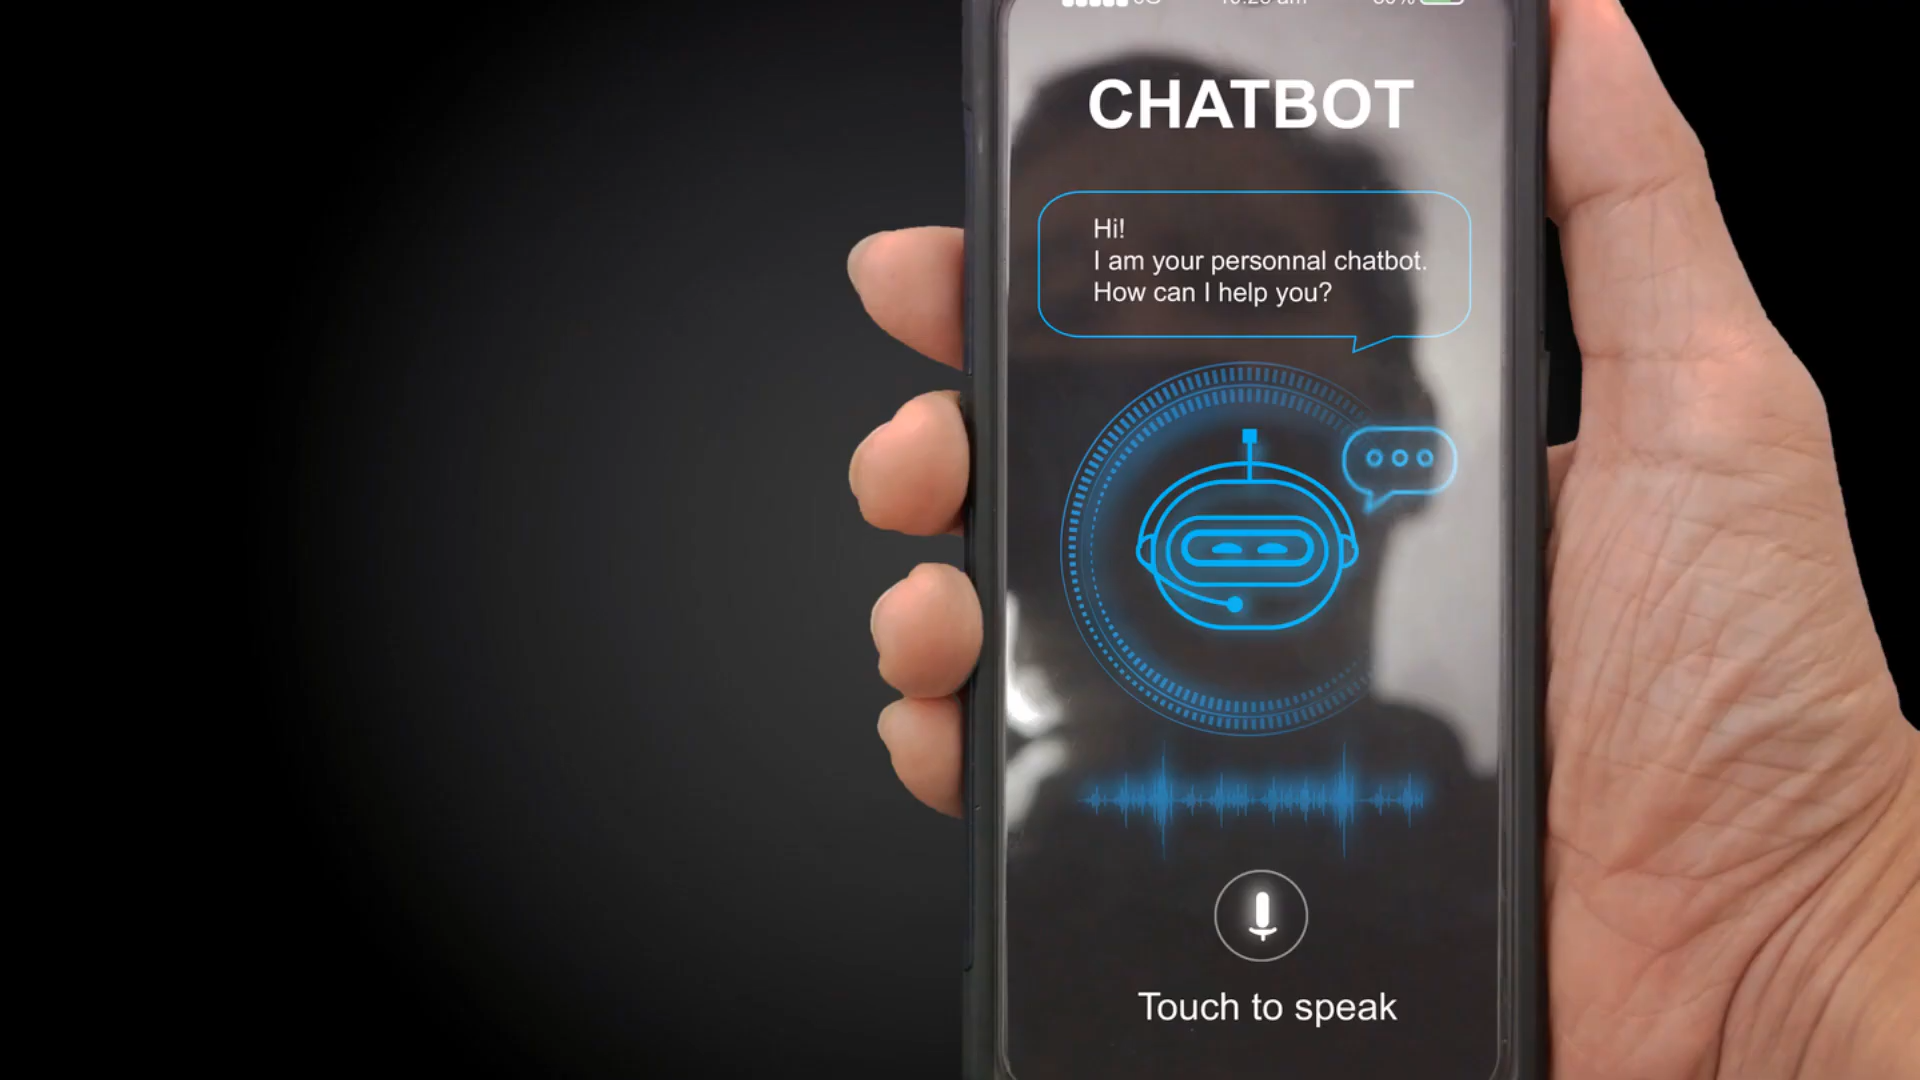 CHATBOT
Hi!
I am your personnal chatbot.
How can I help you?
Touch to speak